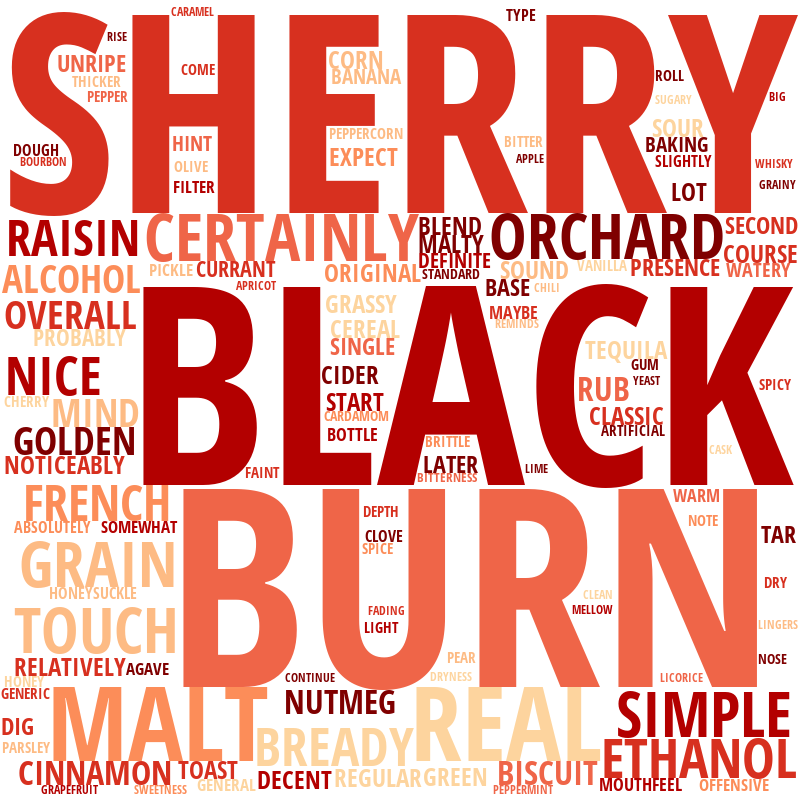 SHERRY
CARAMEL
TYPE
RISE
UNRIPE
COME
CORN
BANANA
THICKER
PEPPER
ROLL
SUGARY
BIG
PEPPERCORN
SOUR
DOUGH
BOURBON
HINT
EXPECT
BITTER
APPLE
BAKING
SLIGHTLY
WHISKY
OLIVE
FILTER
LOT
GRAINY
RAISIN
CERTAINLY
BLEND
MALTY
DEFINITE
STANDARD
ORCHARD
SECOND
COURSE
WATERY
ALCOHOL
PICKLE
CURRANT
APRICOT
ORIGINAL
SOUND
CHILI
VANILLA
PRESENCE
BASE
OVERALL
PROBABLY
BLACK
GRASSY
CEREAL
SINGLE
MAYBE
REMINDS
TEQUILA
NICE
CIDER
GUM
YEAST
SPICY
CHERRY
MIND
START
CARDAMOM
RUB
CLASSIC
ARTIFICIAL
GOLDEN
BOTTLE
BRITTLE
CASK
NOTICEABLY
FAINT
LATER
BITTERNESS
LIME
FRENCH
BURN
WARM
ABSOLUTELY
SOMEWHAT
DEPTH
NOTE
TAR
CLOVE
SPICE
GRAIN
HONEYSUCKLE
DRY
CLEAN
MELLOW
TOUCH
FADING
LIGHT
LINGERS
RELATIVELY
AGAVE
PEAR
NOSE
HONEY
GENERIC
CONTINUE
DRYNESS
LICORICE
MALT
NUTMEG
REAL
SIMPLE
DIG
PARSLEY
BREADY
ETHANOL
CINNAMON
TOAST
DECENT
REGULAR
GREEN
BISCUIT
GRAPEFRUIT
SWEETNESS
GENERAL
PEPPERMINT
MOUTHFEEL
OFFENSIVE